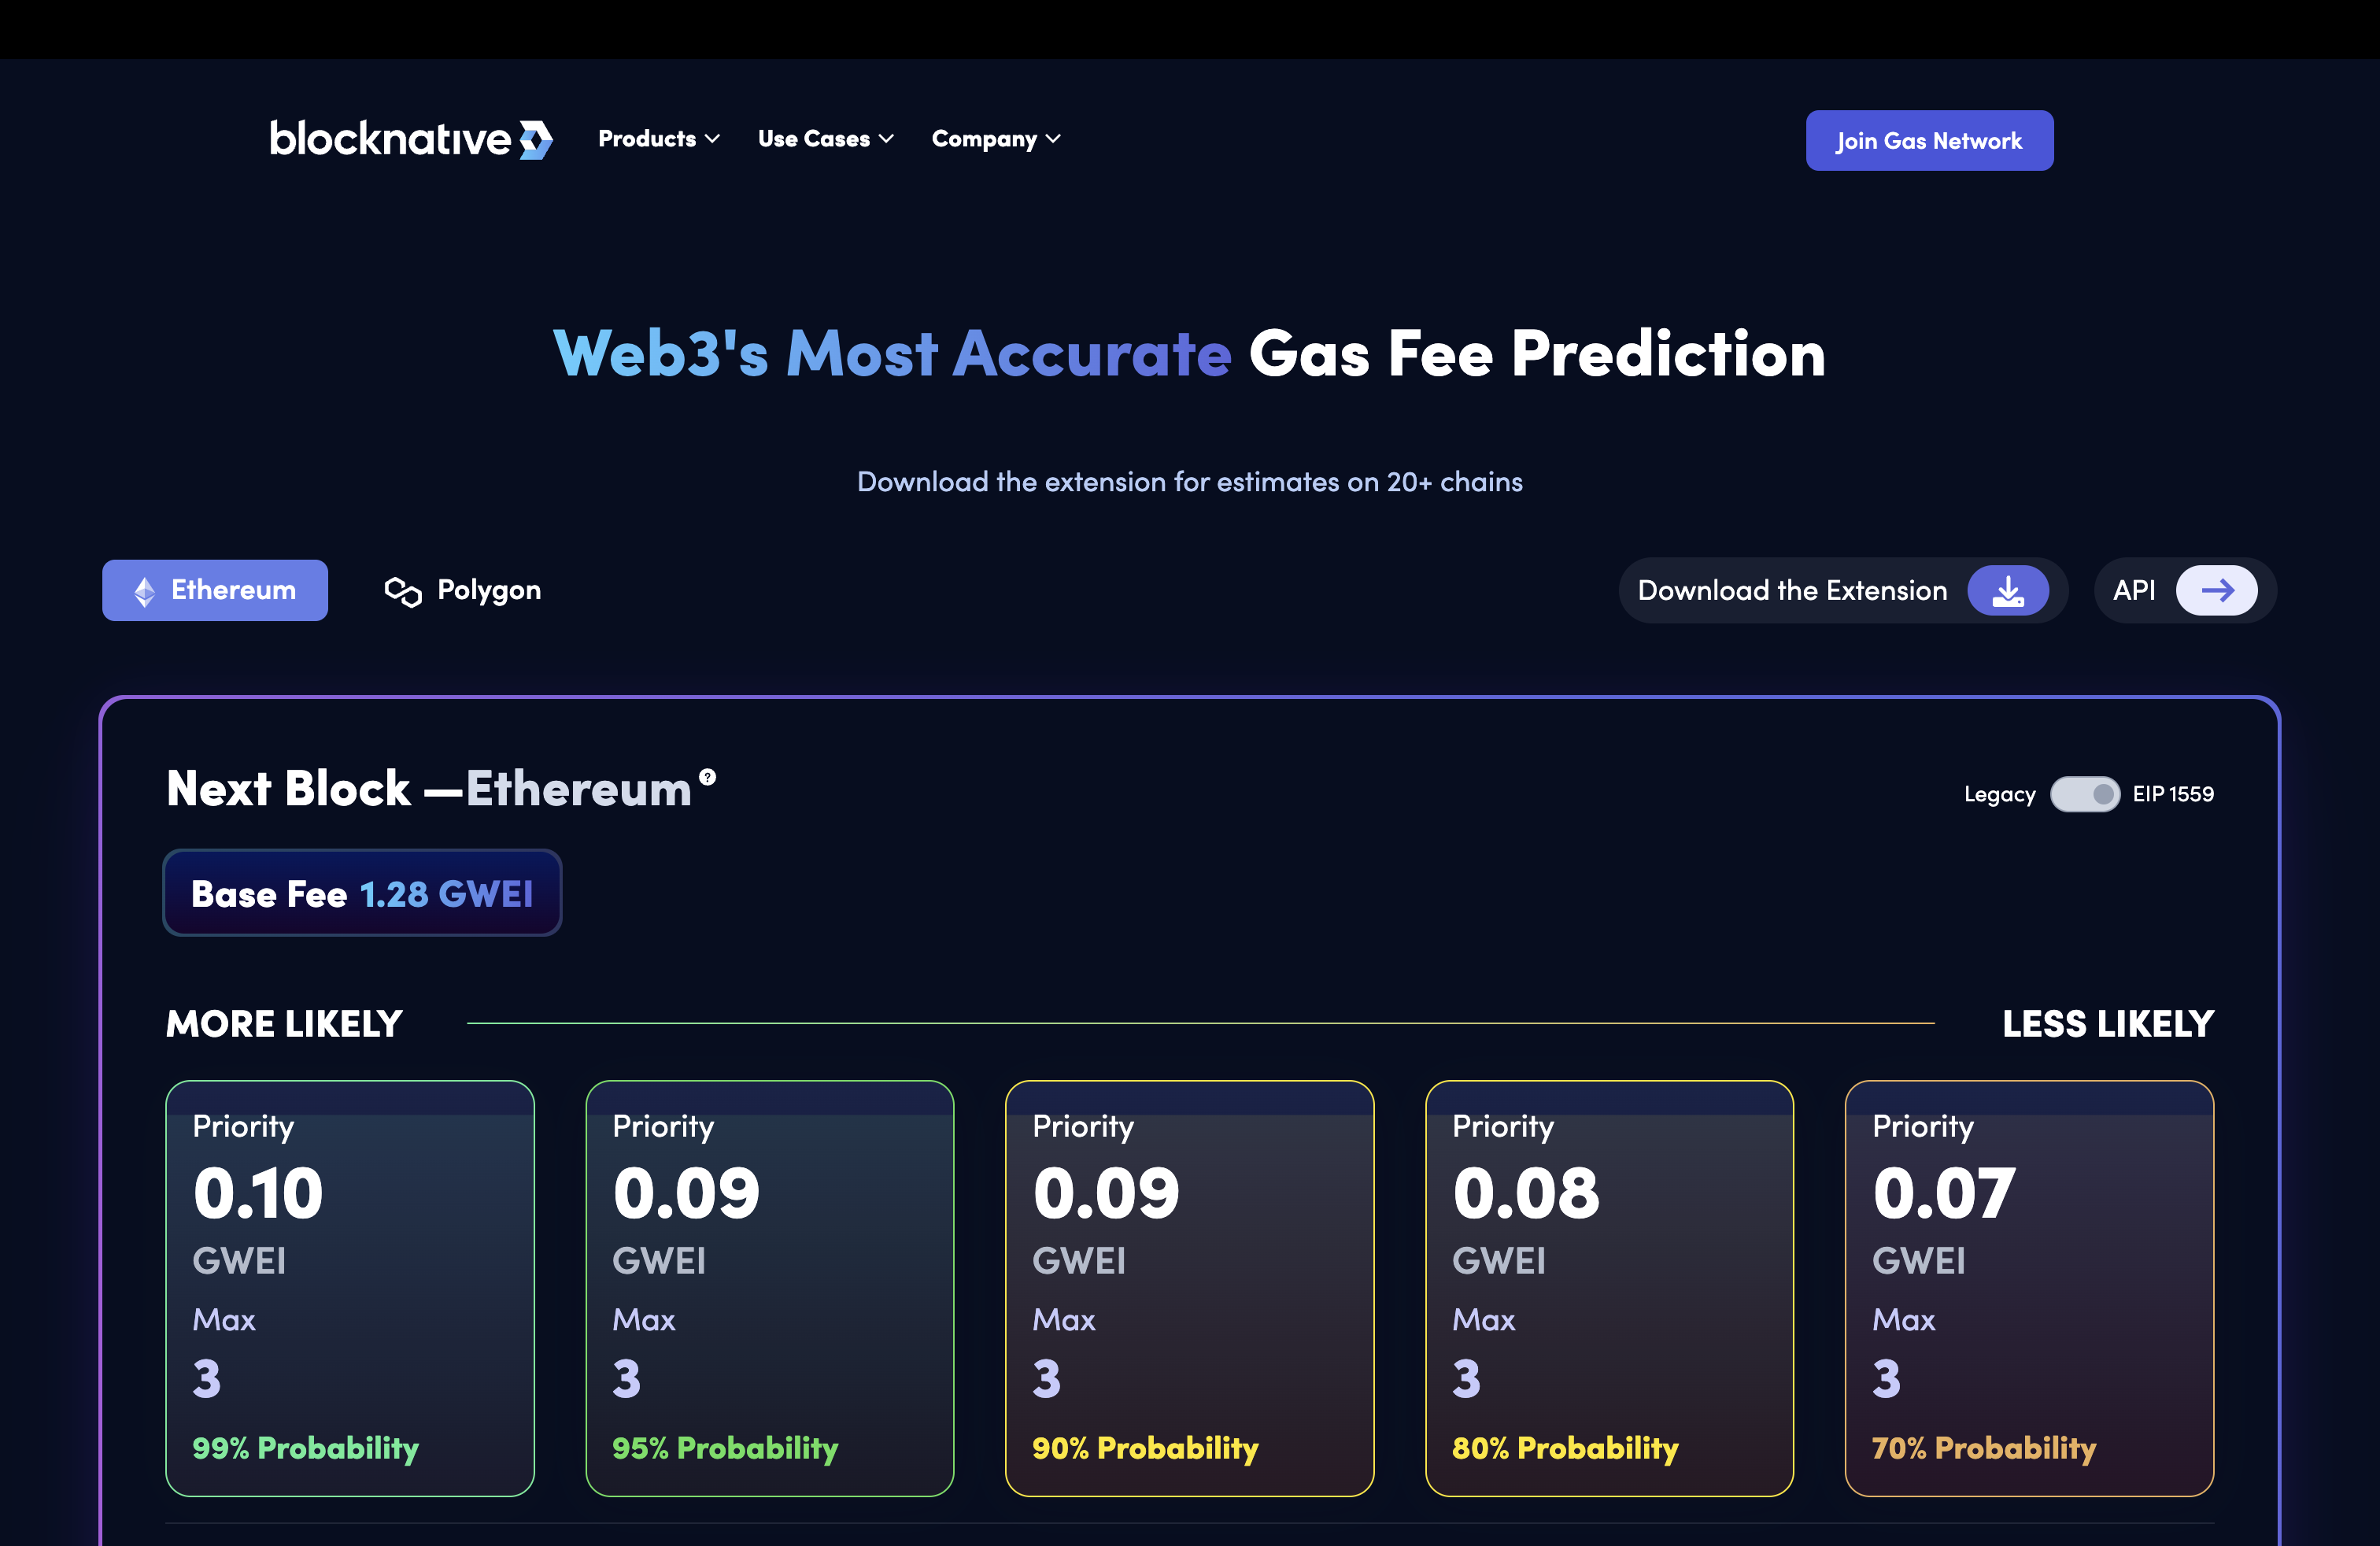 blocknative Products Use Cases Company Join Gas Network
Web3's Most Accurate Gas Fee Prediction
Download the extension for estimates on 20+ chains
Ethereum Polygon Download the Extension API
Next Block —Ethereum ? Legacy EIP 1559
Base Fee 1.28 GWEI
MORE LIKELY LESS LIKELY
Priority
0.10
GWEI
Max
3
99% Probability
Priority
0.09
GWEI
Max
3
95% Probability
Priority
0.09
GWEI
Max
3
90% Probability
Priority
0.08
GWEI
Max
3
80% Probability
Priority
0.07
GWEI
Max
3
70% Probability